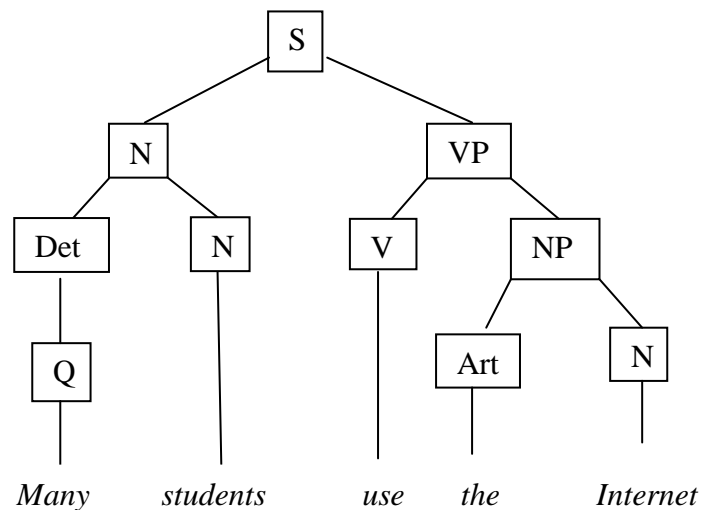 S
N VP
Det N V NP
Q Art N
Many students use the Internet